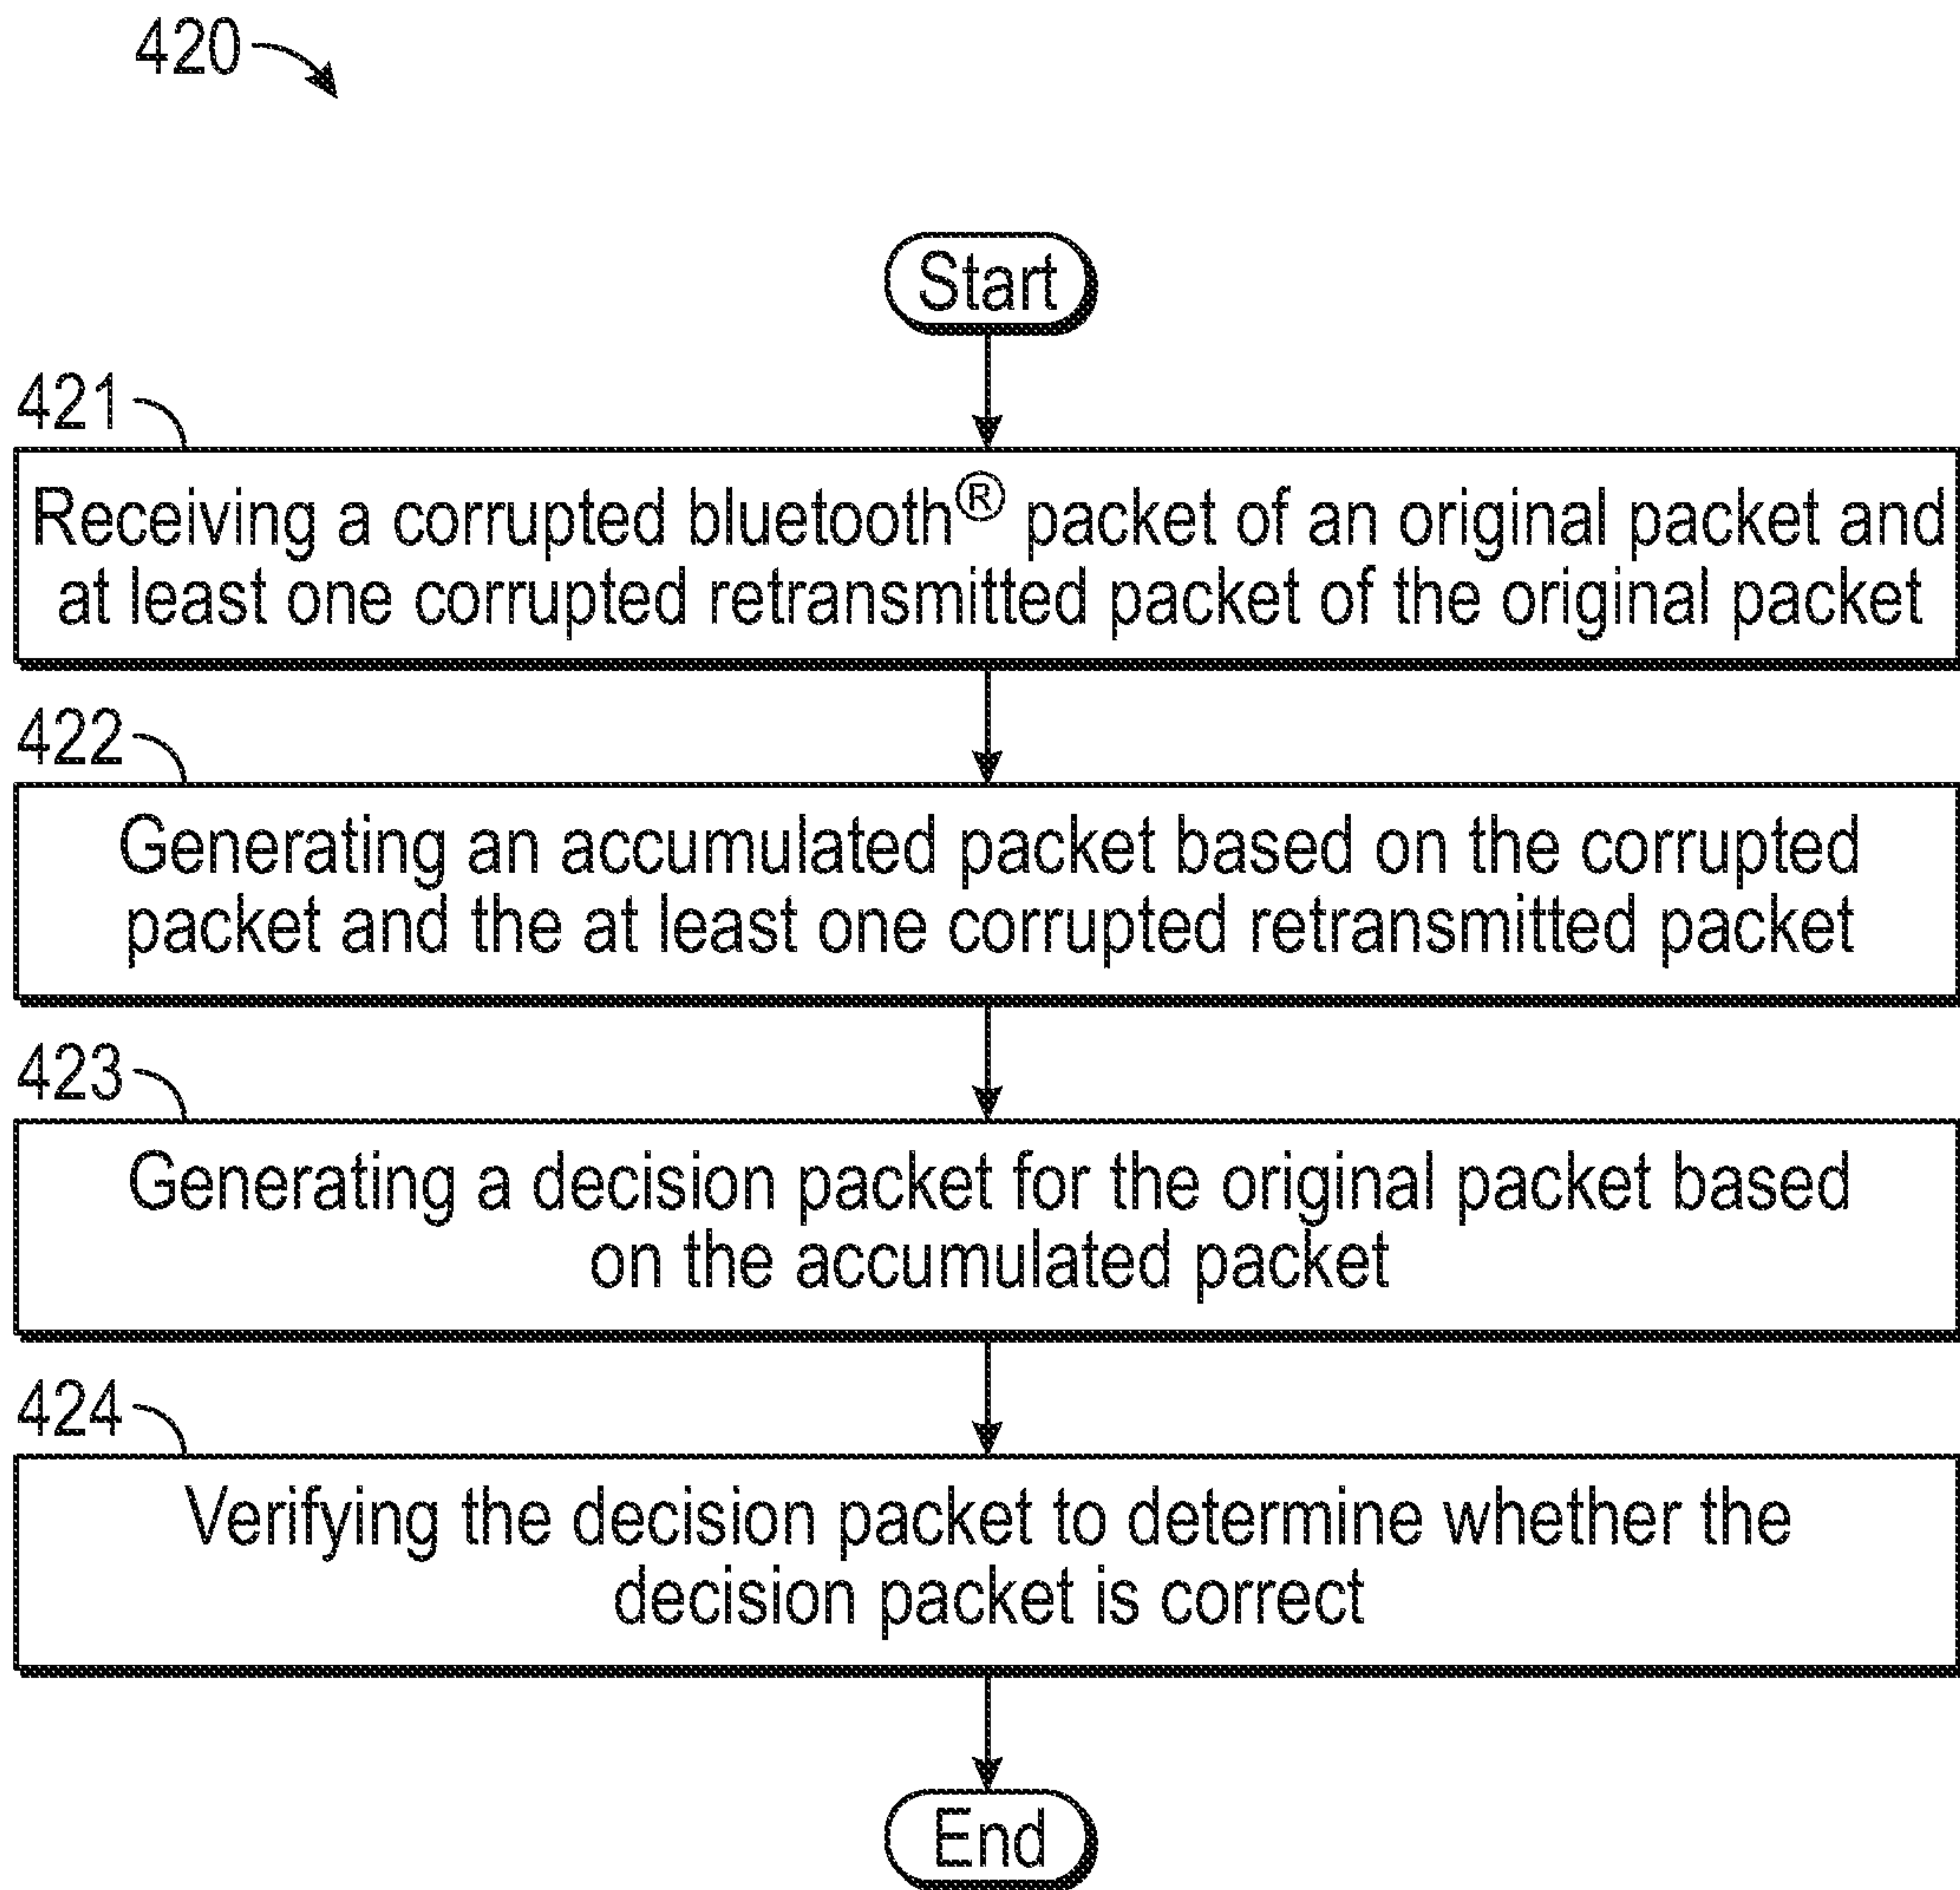 420
Start
421
Receiving a corrupted bluetooth® packet of an original packet and
at least one corrupted retransmitted packet of the original packet
422
Generating an accumulated packet based on the corrupted
packet and the at least one corrupted retransmitted packet
423
Generating a decision packet for the original packet based
on the accumulated packet
424
Verifying the decision packet to determine whether the
decision packet is correct
End